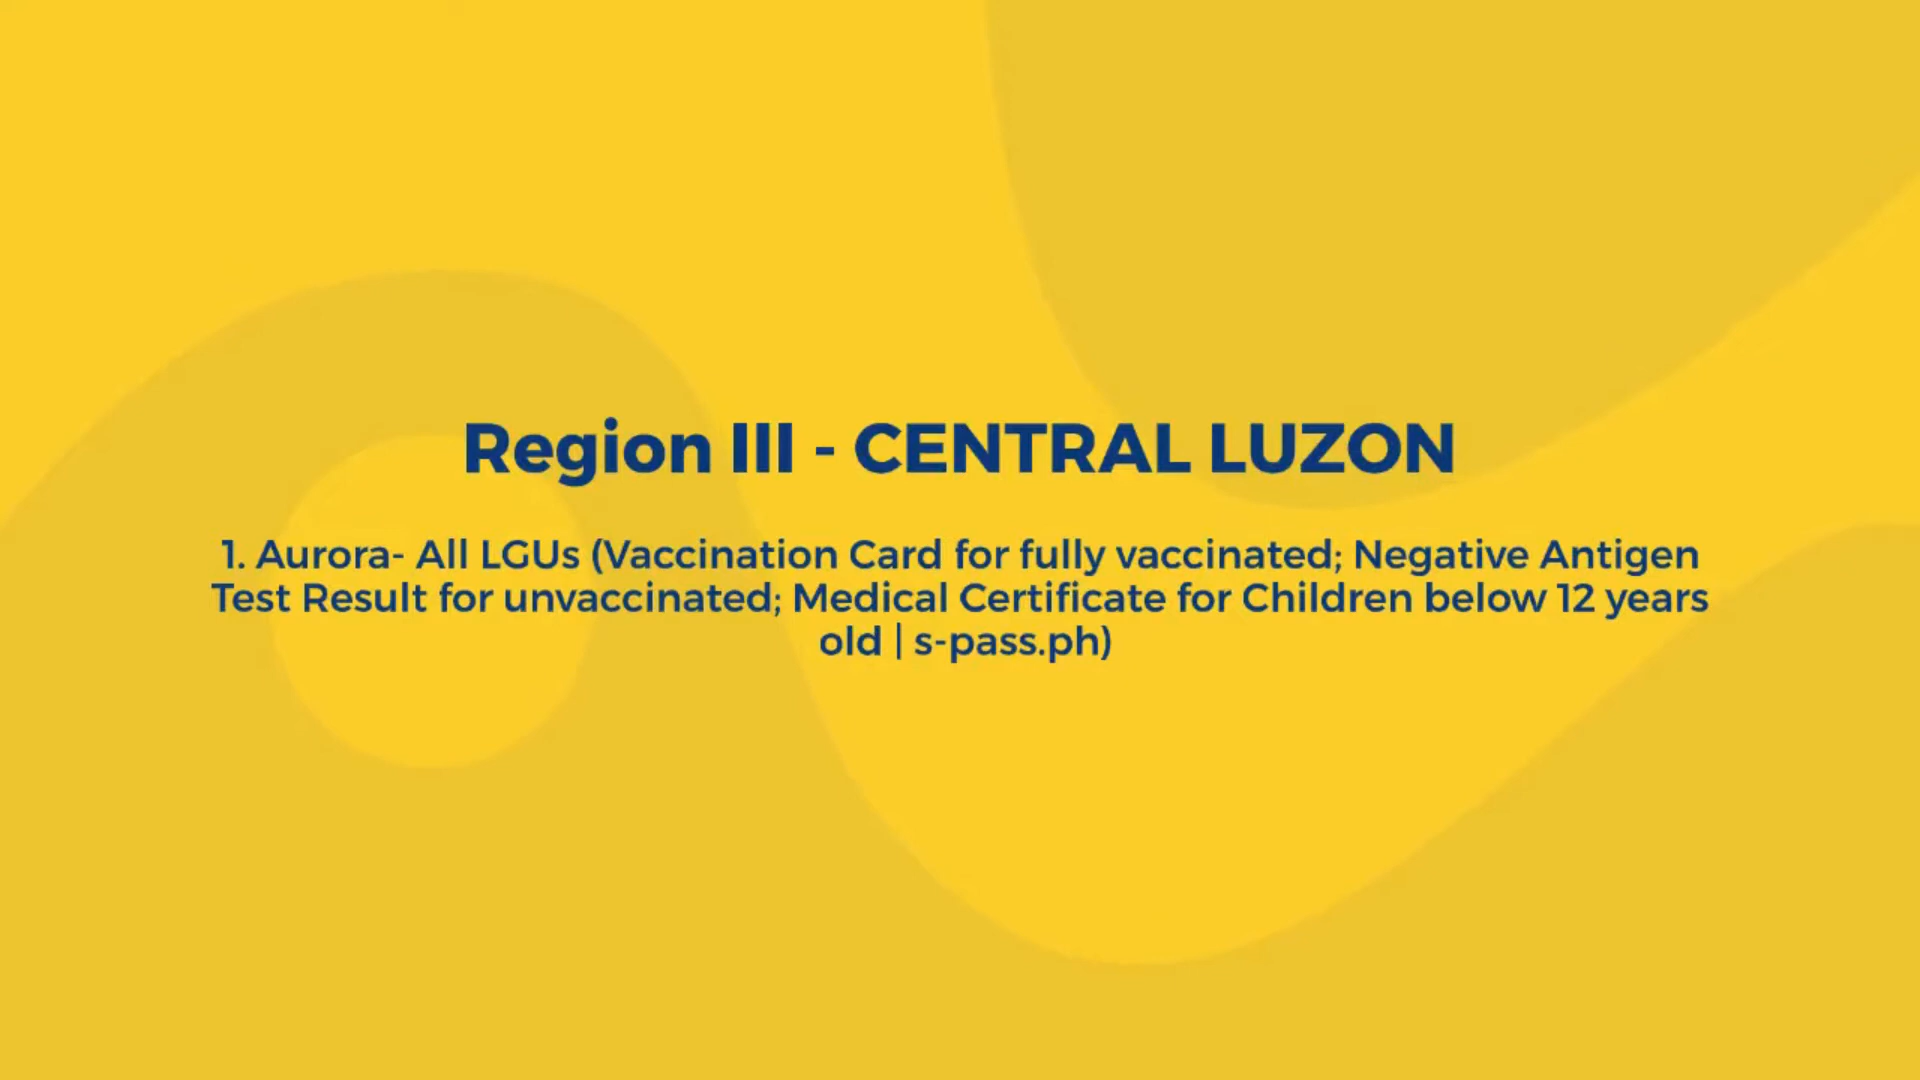 Region III - CENTRAL LUZON
1. Aurora- All LGUs (Vaccination Card for fully vaccinated; Negative Antigen
Test Result for unvaccinated; Medical Certificate for Children below 12 years
old | s-pass.ph)